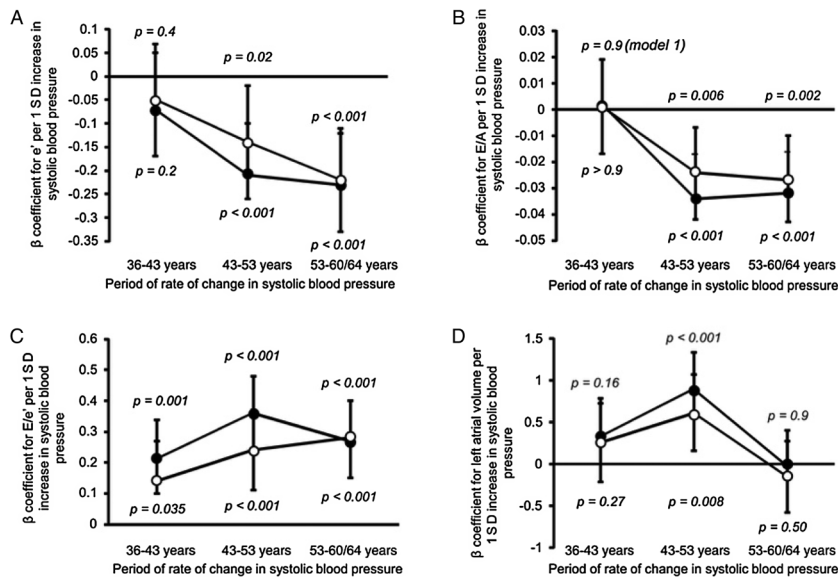 A
β coefficient for e' per 1 SD increase in
systolic blood pressure
0.1
0.05
0
-0.05
-0.1
-0.15
-0.2
-0.25
-0.3
-0.35
p = 0.4
p = 0.02
p < 0.001
p = 0.2
p < 0.001
p < 0.001
36-43 years 43-53 years 53-60/64 years
Period of rate of change in systolic blood pressure
B
β coefficient for E/A per 1 SD increase in
systolic blood pressure
0.03
0.02
0.01
0.00
-0.01
-0.02
-0.03
-0.04
-0.05
p = 0.9 (model 1)
p = 0.006
p = 0.002
p > 0.9
p < 0.001
p < 0.001
36-43 years 43-53 years 53-60/64 years
Period of rate of change in systolic blood pressure
C
β coefficient for E/e' per 1 SD
increase in systolic blood
pressure
0.6
0.5
0.4
0.3
0.2
0.1
0
p = 0.001
p < 0.001
p < 0.001
p = 0.035
p < 0.001
p < 0.001
36-43 years 43-53 years 53-60/64 years
Period of rate of change in systolic blood pressure
D
β coefficient for left atrial volume per
1 SD increase in systolic blood
pressure
1.5
1
0.5
0
-0.5
-1
p = 0.16
p < 0.001
p = 0.9
p = 0.27
p = 0.008
p = 0.50
36-43 years 43-53 years 53-60/64 years
Period of rate of change in systolic blood pressure